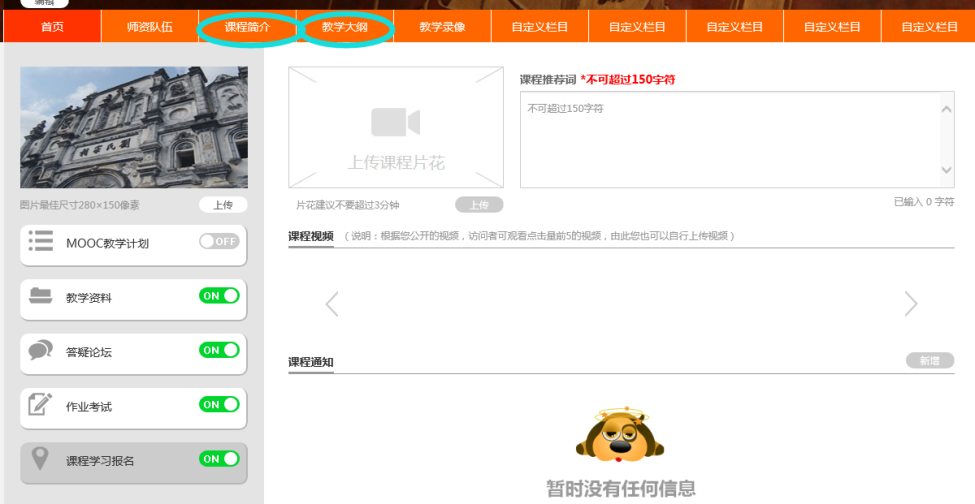 编辑
首页 师资队伍 课程简介 教学大纲 教学录像 自定义栏目 自定义栏目 自定义栏目 自定义栏目 自定义栏目
图片最佳尺寸280×150像素 上传
MOOC教学计划 OFF
教学资料 ON
答疑论坛 ON
作业考试 ON
课程学习报名 ON
上传课程片花
片花建议不要超过3分钟 上传
课程推荐词 *不可超过150字符
不可超过150字符
已输入 0 字符
课程视频 (说明：根据您公开的视频，访问者可观看点击量前5的视频，由此您也可以自行上传视频)
课程通知 新增
暂时没有任何信息